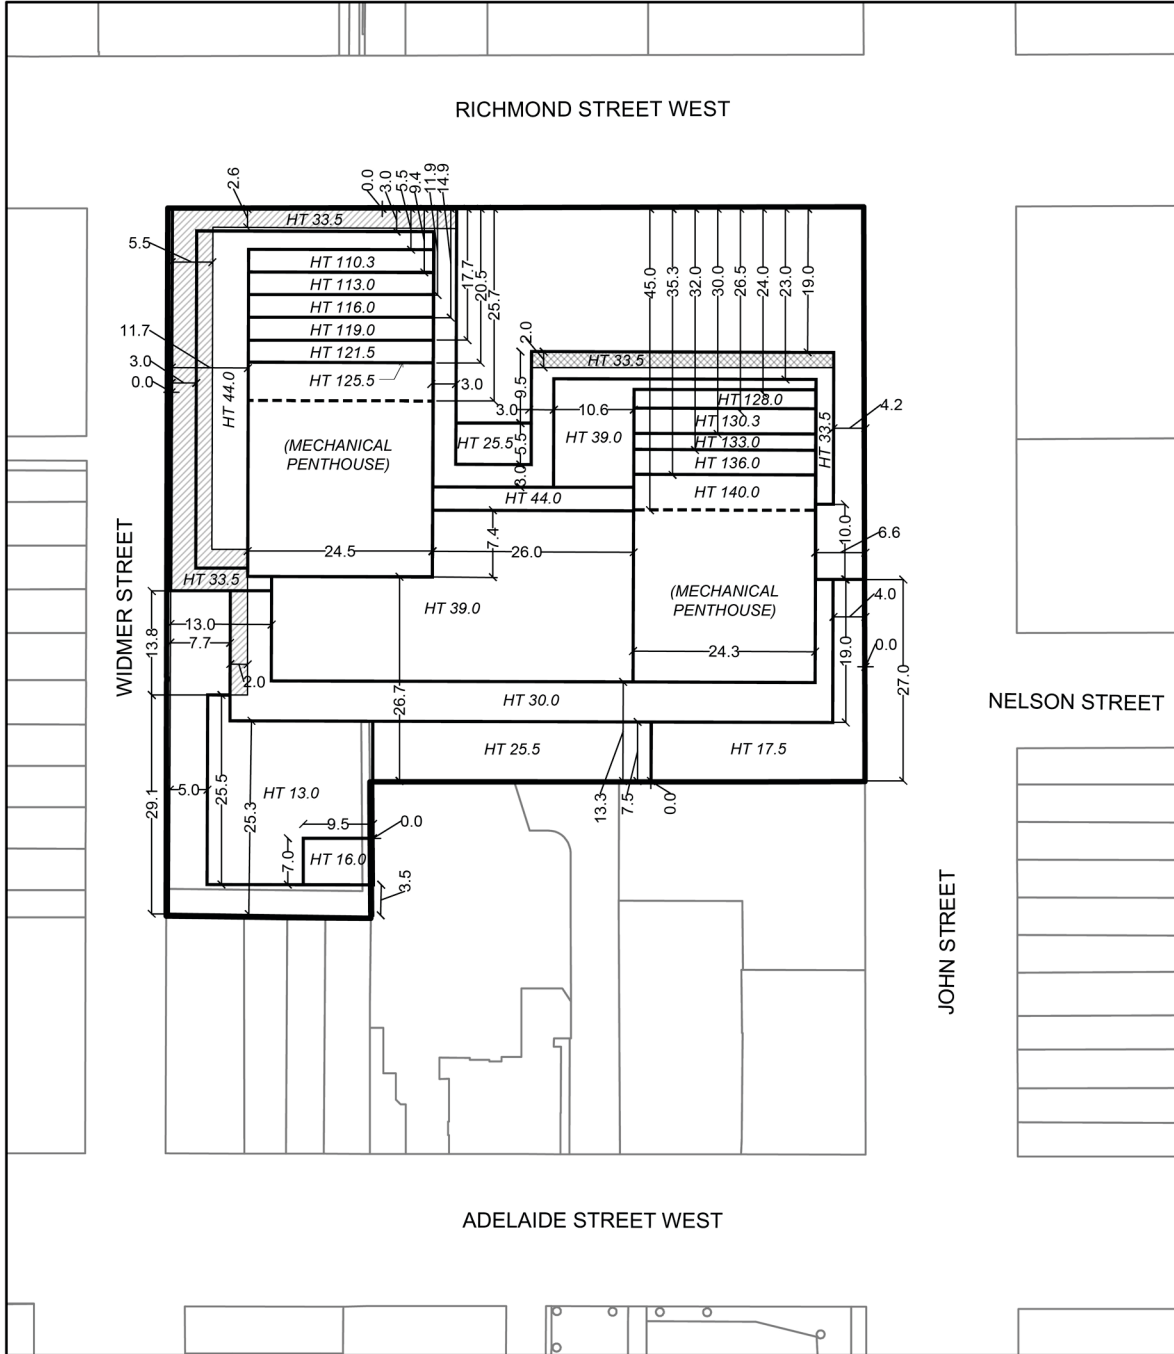 RICHMOND STREET WEST
2.6
0.0
3.0
5.5
9.4
11.9
14.9
HT 33.5
5.5
HT 110.3
HT 113.0
HT 116.0
HT 119.0
HT 121.5
HT 125.5
17.7
20.5
25.7
45.0
35.3
32.0
30.0
26.5
24.0
23.0
19.0
11.7
3.0
0.0
HT 44.0
2.0
HT 33.5
3.0
9.5
3.0
10.6
HT 128.0
HT 130.3
HT 133.0
HT 136.0
HT 140.0
HT 33.5
4.2
(MECHANICAL
PENTHOUSE)
HT 25.5
5.5
HT 39.0
3.0
HT 44.0
7.4
10.0
6.6
24.5
26.0
WIDMER STREET
HT 33.5
HT 39.0
(MECHANICAL
PENTHOUSE)
4.0
13.8
13.0
7.7
24.3
19.0
0.0
27.0
2.0
26.7
HT 30.0
NELSON STREET
HT 25.5
HT 17.5
29.1
5.0
25.5
25.3
HT 13.0
13.3
7.5
0.0
9.5
0.0
7.0
HT 16.0
3.5
JOHN STREET
ADELAIDE STREET WEST